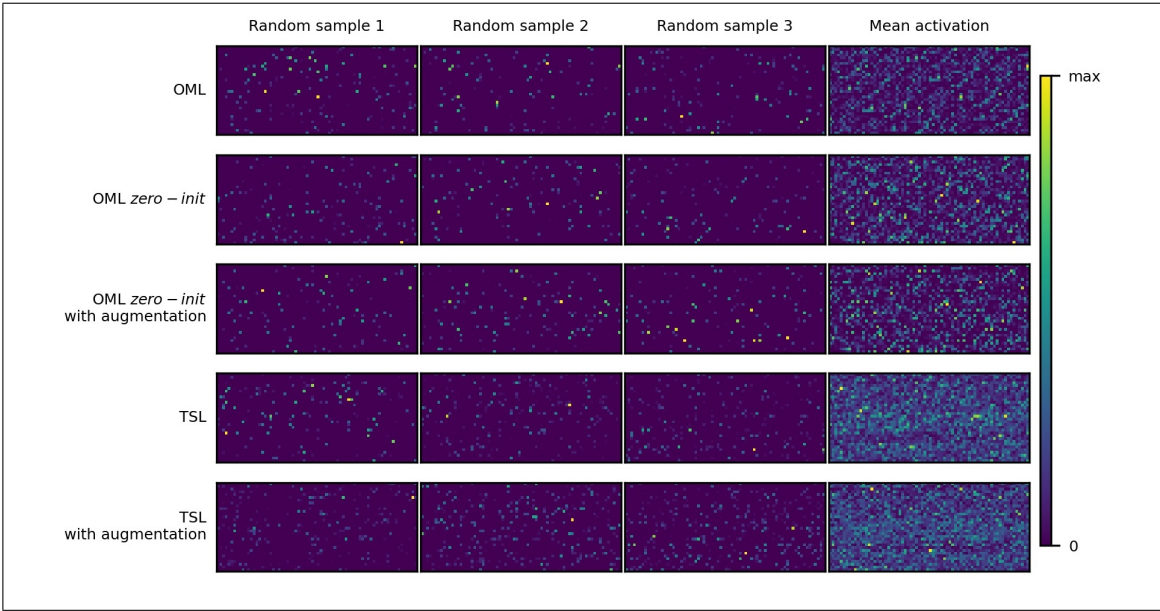 Random sample 1 Random sample 2 Random sample 3 Mean activation
max
OML
OML zero − init
OML zero − init
with augmentation
TSL
TSL
with augmentation
0